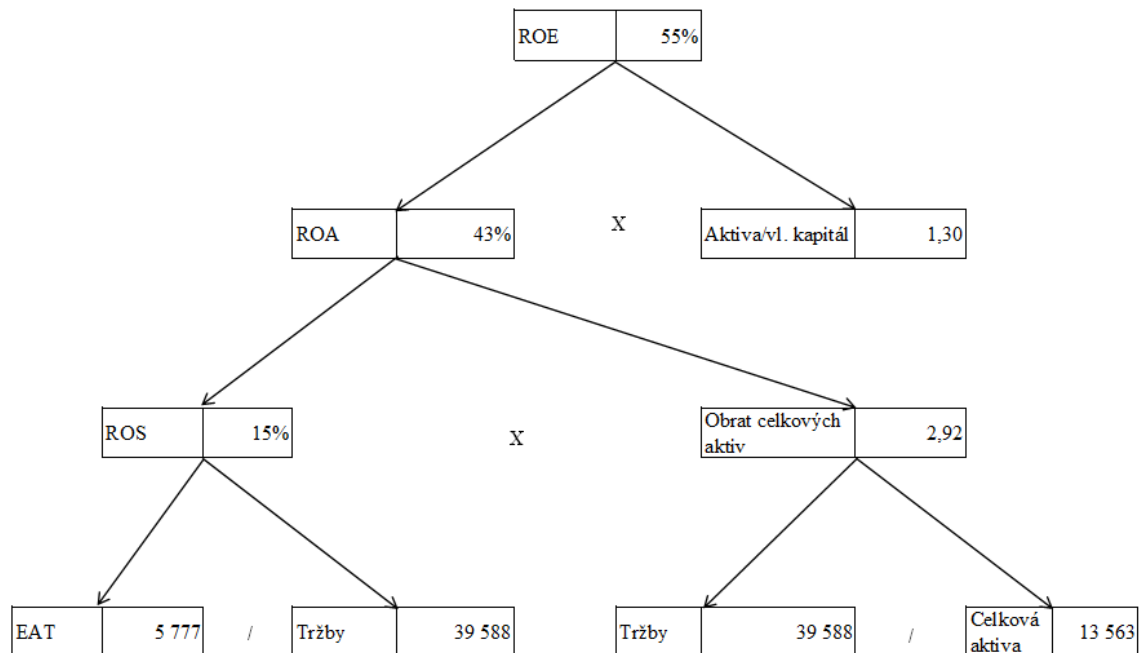 ROE 55%
ROA 43% X Aktiva/vl. kapitál 1,30
ROS 15% X Obrat celkových
aktiv 2,92
EAT 5 777 / Tržby 39 588 Tržby 39 588 / Celková
aktiva 13 563